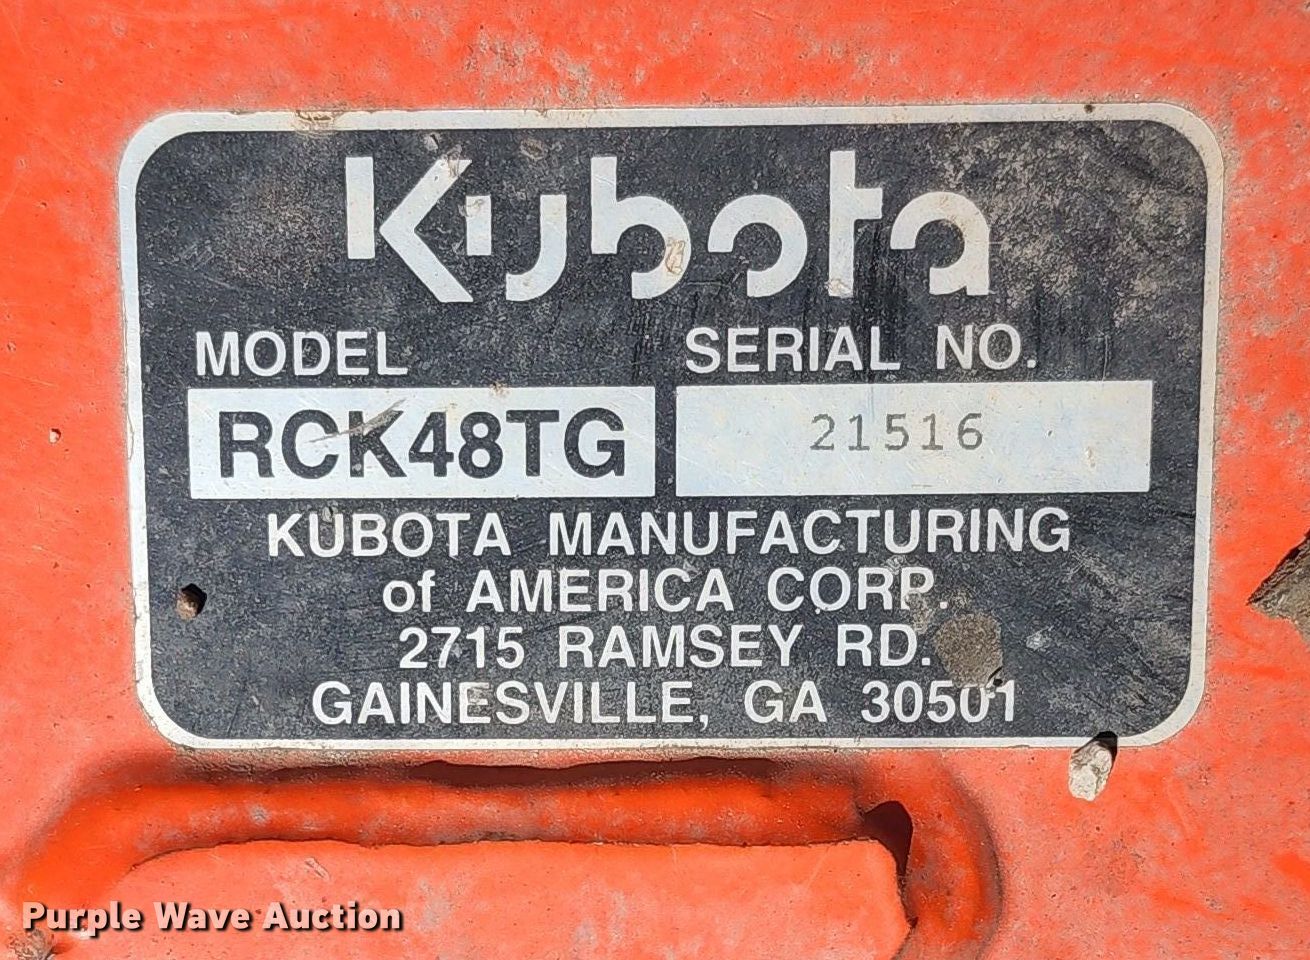 Kubota
MODEL SERIAL NO.
RCK48TG 21516
KUBOTA MANUFACTURING
of AMERICA CORP.
2715 RAMSEY RD.
GAINESVILLE, GA 30501
Purple Wave Auction